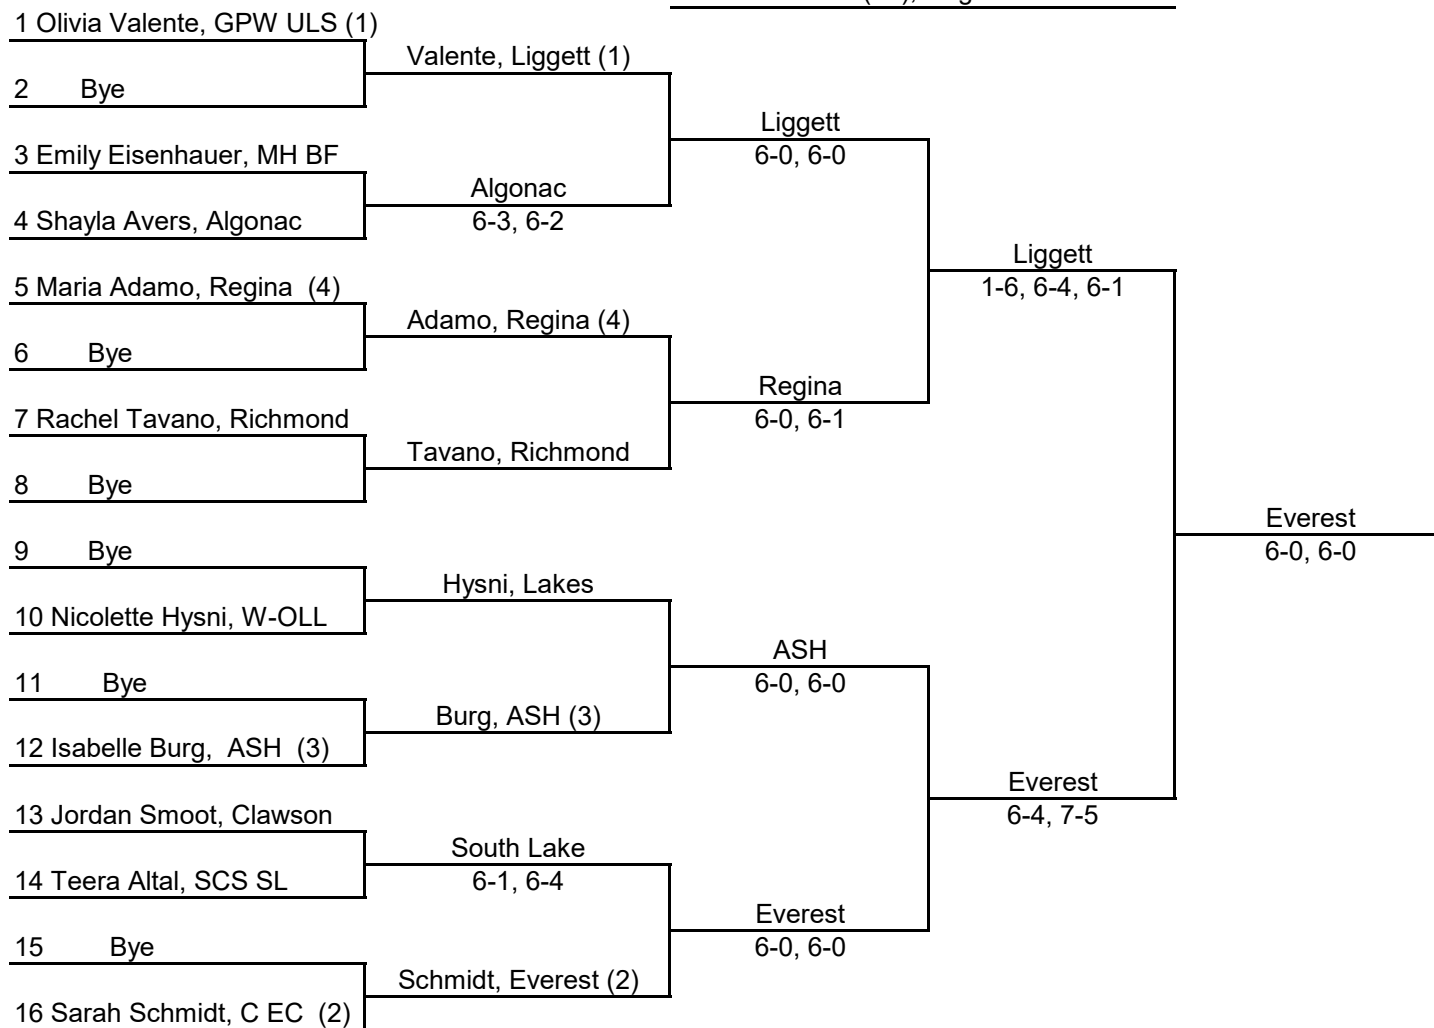 1 Olivia Valente, GPW ULS (1)
Valente, Liggett (1)
2 Bye
Liggett
3 Emily Eisenhauer, MH BF
6-0, 6-0
Algonac
4 Shayla Avers, Algonac
6-3, 6-2
Liggett
5 Maria Adamo, Regina (4)
1-6, 6-4, 6-1
Adamo, Regina (4)
6 Bye
Regina
7 Rachel Tavano, Richmond
6-0, 6-1
Tavano, Richmond
8 Bye
Everest
9 Bye
6-0, 6-0
Hysni, Lakes
10 Nicolette Hysni, W-OLL
ASH
11 Bye
6-0, 6-0
Burg, ASH (3)
12 Isabelle Burg, ASH (3)
Everest
13 Jordan Smoot, Clawson
6-4, 7-5
South Lake
14 Teera Altal, SCS SL
6-1, 6-4
Everest
15 Bye
6-0, 6-0
Schmidt, Everest (2)
16 Sarah Schmidt, C EC (2)